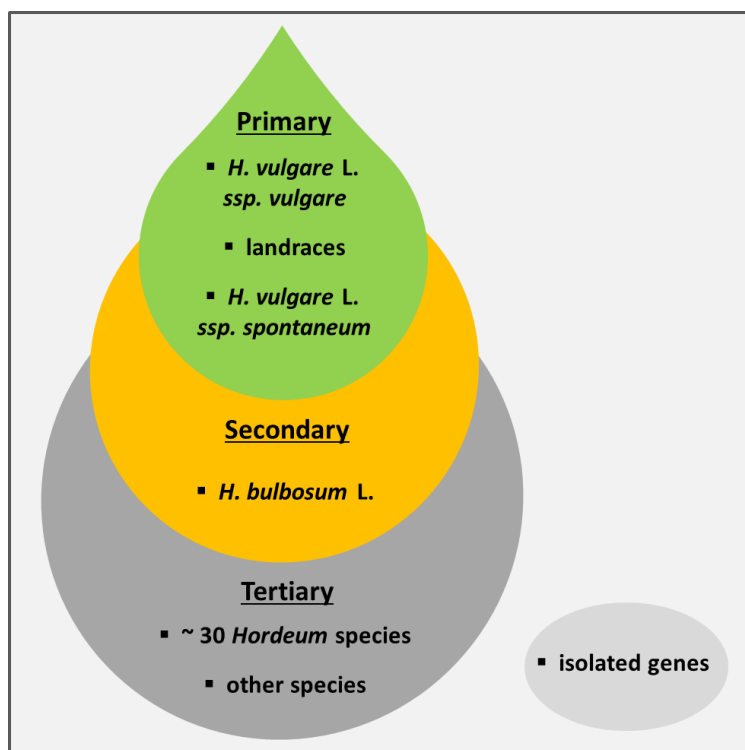 Primary
▪ H. vulgare L.
ssp. vulgare
▪ landraces
▪ H. vulgare L.
ssp. spontaneum
Secondary
▪ H. bulbosum L.
Tertiary
▪ ~ 30 Hordeum species
▪ other species
▪ isolated genes